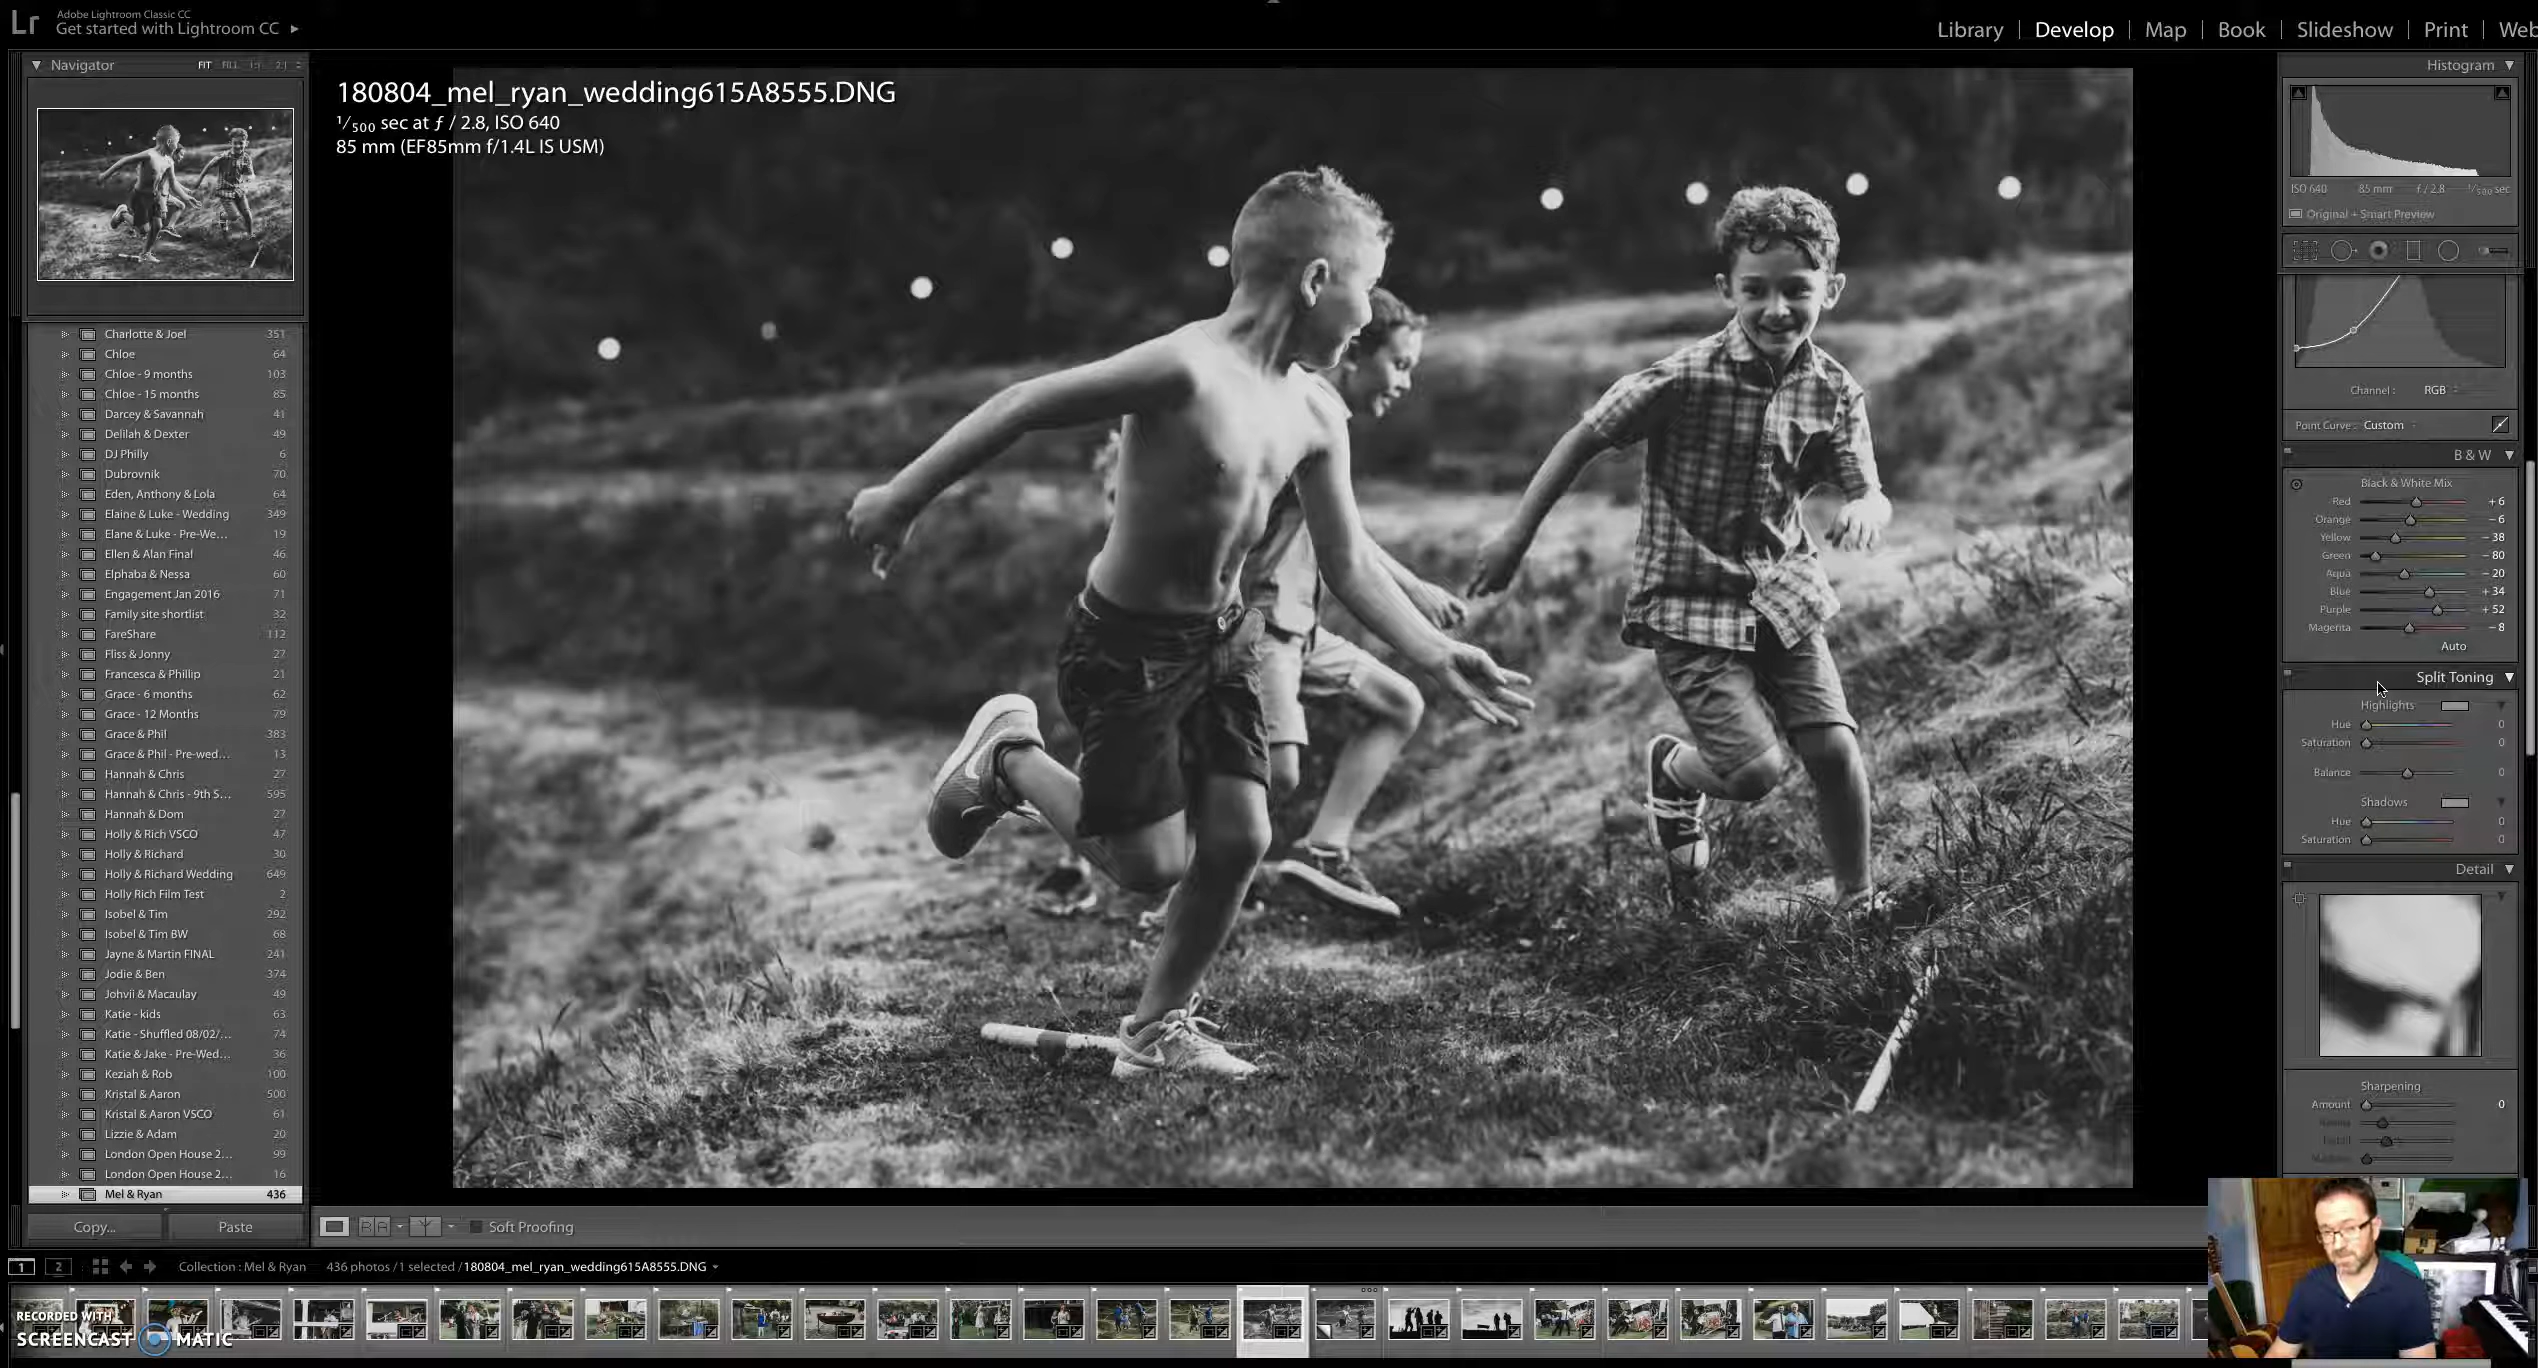 Lr
Adobe Lightroom Classic CC
Get started with Lightroom CC
Library | Develop | Map | Book | Slideshow | Print | Web
Navigator FIT FILL 1:1 2:1
Histogram
180804_mel_ryan_wedding615A8555.DNG
1/500 sec at ƒ / 2.8, ISO 640
85 mm (EF85mm f/1.4L IS USM)
ISO 640 85 mm ƒ / 2.8 1/500 sec
Original + Smart Preview
Charlotte & Joel 351
Chloe 64
Chloe - 9 months 103
Chloe - 15 months 85
Darcey & Savannah 41
Delilah & Dexter 49
DJ Philly 6
Dubrovnik 70
Eden, Anthony & Lola 64
Elaine & Luke - Wedding 349
Elane & Luke - Pre-We... 19
Ellen & Alan Final 46
Elphaba & Nessa 60
Engagement Jan 2016 71
Family site shortlist 32
FareShare 112
Fliss & Jonny 27
Francesca & Phillip 21
Grace - 6 months 62
Grace - 12 Months 79
Grace & Phil 383
Grace & Phil - Pre-wed... 13
Hannah & Chris 27
Hannah & Chris - 9th S... 595
Hannah & Dom 27
Holly & Rich VSCO 47
Holly & Richard 30
Holly & Richard Wedding 649
Holly Rich Film Test 2
Isobel & Tim 292
Isobel & Tim BW 68
Jayne & Martin FINAL 241
Jodie & Ben 374
Johvii & Macaulay 49
Katie - kids 63
Katie - Shuffled 08/02/... 74
Katie & Jake - Pre-Wed... 36
Keziah & Rob 100
Kristal & Aaron 500
Kristal & Aaron VSCO 61
Lizzie & Adam 20
London Open House 2... 99
London Open House 2... 16
Mel & Ryan 436
Channel : RGB
Point Curve : Custom
B & W
Black & White Mix
Red + 6
Orange − 6
Yellow − 38
Green − 80
Aqua − 20
Blue + 34
Purple + 52
Magenta − 8
Auto
Split Toning
Highlights
Hue 0
Saturation 0
Balance 0
Shadows
Hue 0
Saturation 0
Detail
Sharpening
Amount 0
Copy... Paste
Soft Proofing
1 2 Collection : Mel & Ryan 436 photos / 1 selected / 180804_mel_ryan_wedding615A8555.DNG
RECORDED WITH
SCREENCAST MATIC